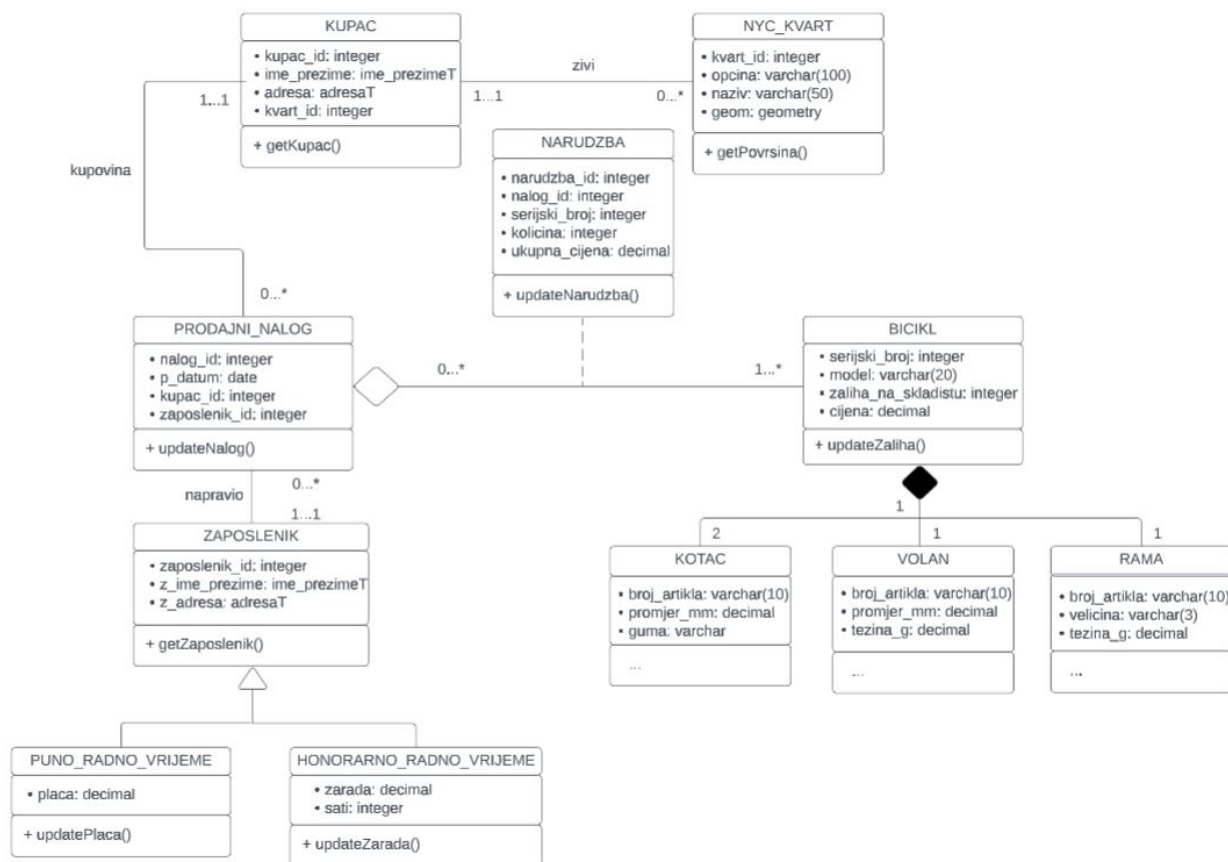 KUPAC
• kupac_id: integer
• ime_prezime: ime_prezimeT
• adresa: adresaT
• kvart_id: integer
+ getKupac()
1...1
1...1
zivi
0...*
NYC_KVART
• kvart_id: integer
• opcina: varchar(100)
• naziv: varchar(50)
• geom: geometry
+ getPovrsina()
kupovina
0...*
NARUDZBA
• narudzba_id: integer
• nalog_id: integer
• serijski_broj: integer
• kolicina: integer
• ukupna_cijena: decimal
+ updateNarudzba()
PRODAJNI_NALOG
• nalog_id: integer
• p_datum: date
• kupac_id: integer
• zaposlenik_id: integer
+ updateNalog()
0...*
1...*
BICIKL
• serijski_broj: integer
• model: varchar(20)
• zaliha_na_skladistu: integer
• cijena: decimal
+ updateZaliha()
napravio
0...*
1...1
ZAPOSLENIK
• zaposlenik_id: integer
• z_ime_prezime: ime_prezimeT
• z_adresa: adresaT
+ getZaposlenik()
1
2
1
1
KOTAC
• broj_artikla: varchar(10)
• promjer_mm: decimal
• guma: varchar
...
VOLAN
• broj_artikla: varchar(10)
• promjer_mm: decimal
• tezina_g: decimal
...
RAMA
• broj_artikla: varchar(10)
• velicina: varchar(3)
• tezina_g: decimal
...
PUNO_RADNO_VRIJEME
• placa: decimal
+ updatePlaca()
HONORARNO_RADNO_VRIJEME
• zarada: decimal
• sati: integer
+ updateZarada()